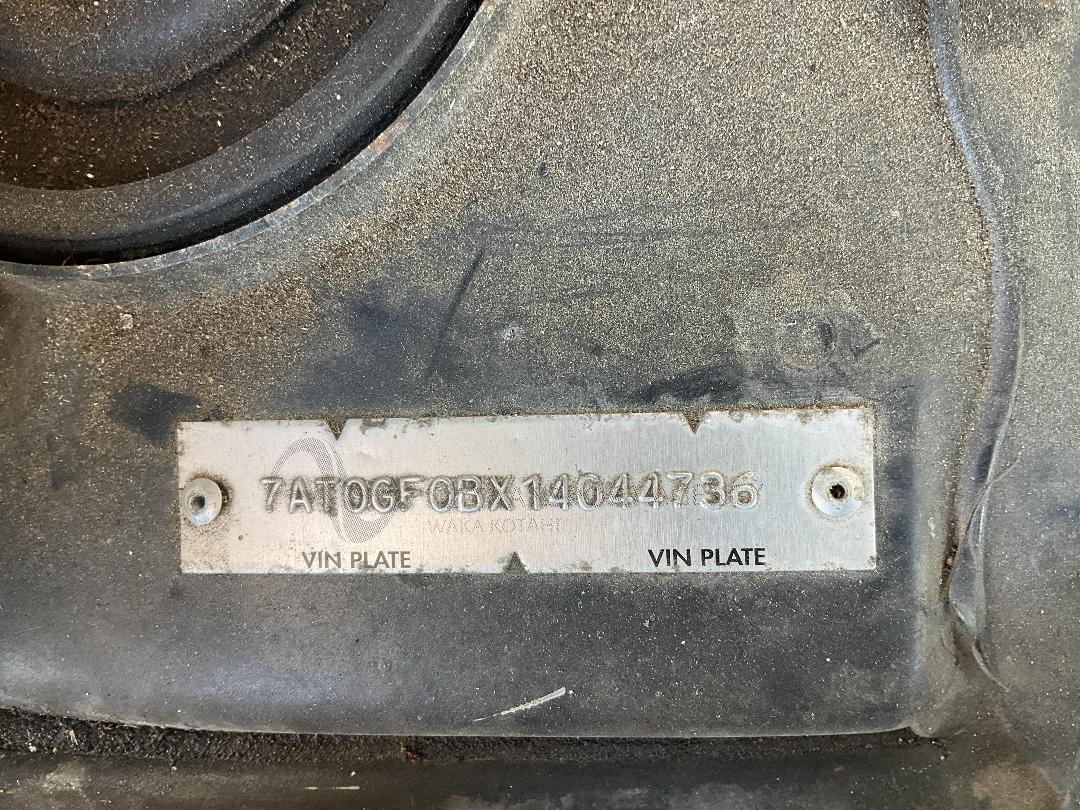 7AT0GF0BX14044736
WAKA KOTAHI
VIN PLATE VIN PLATE